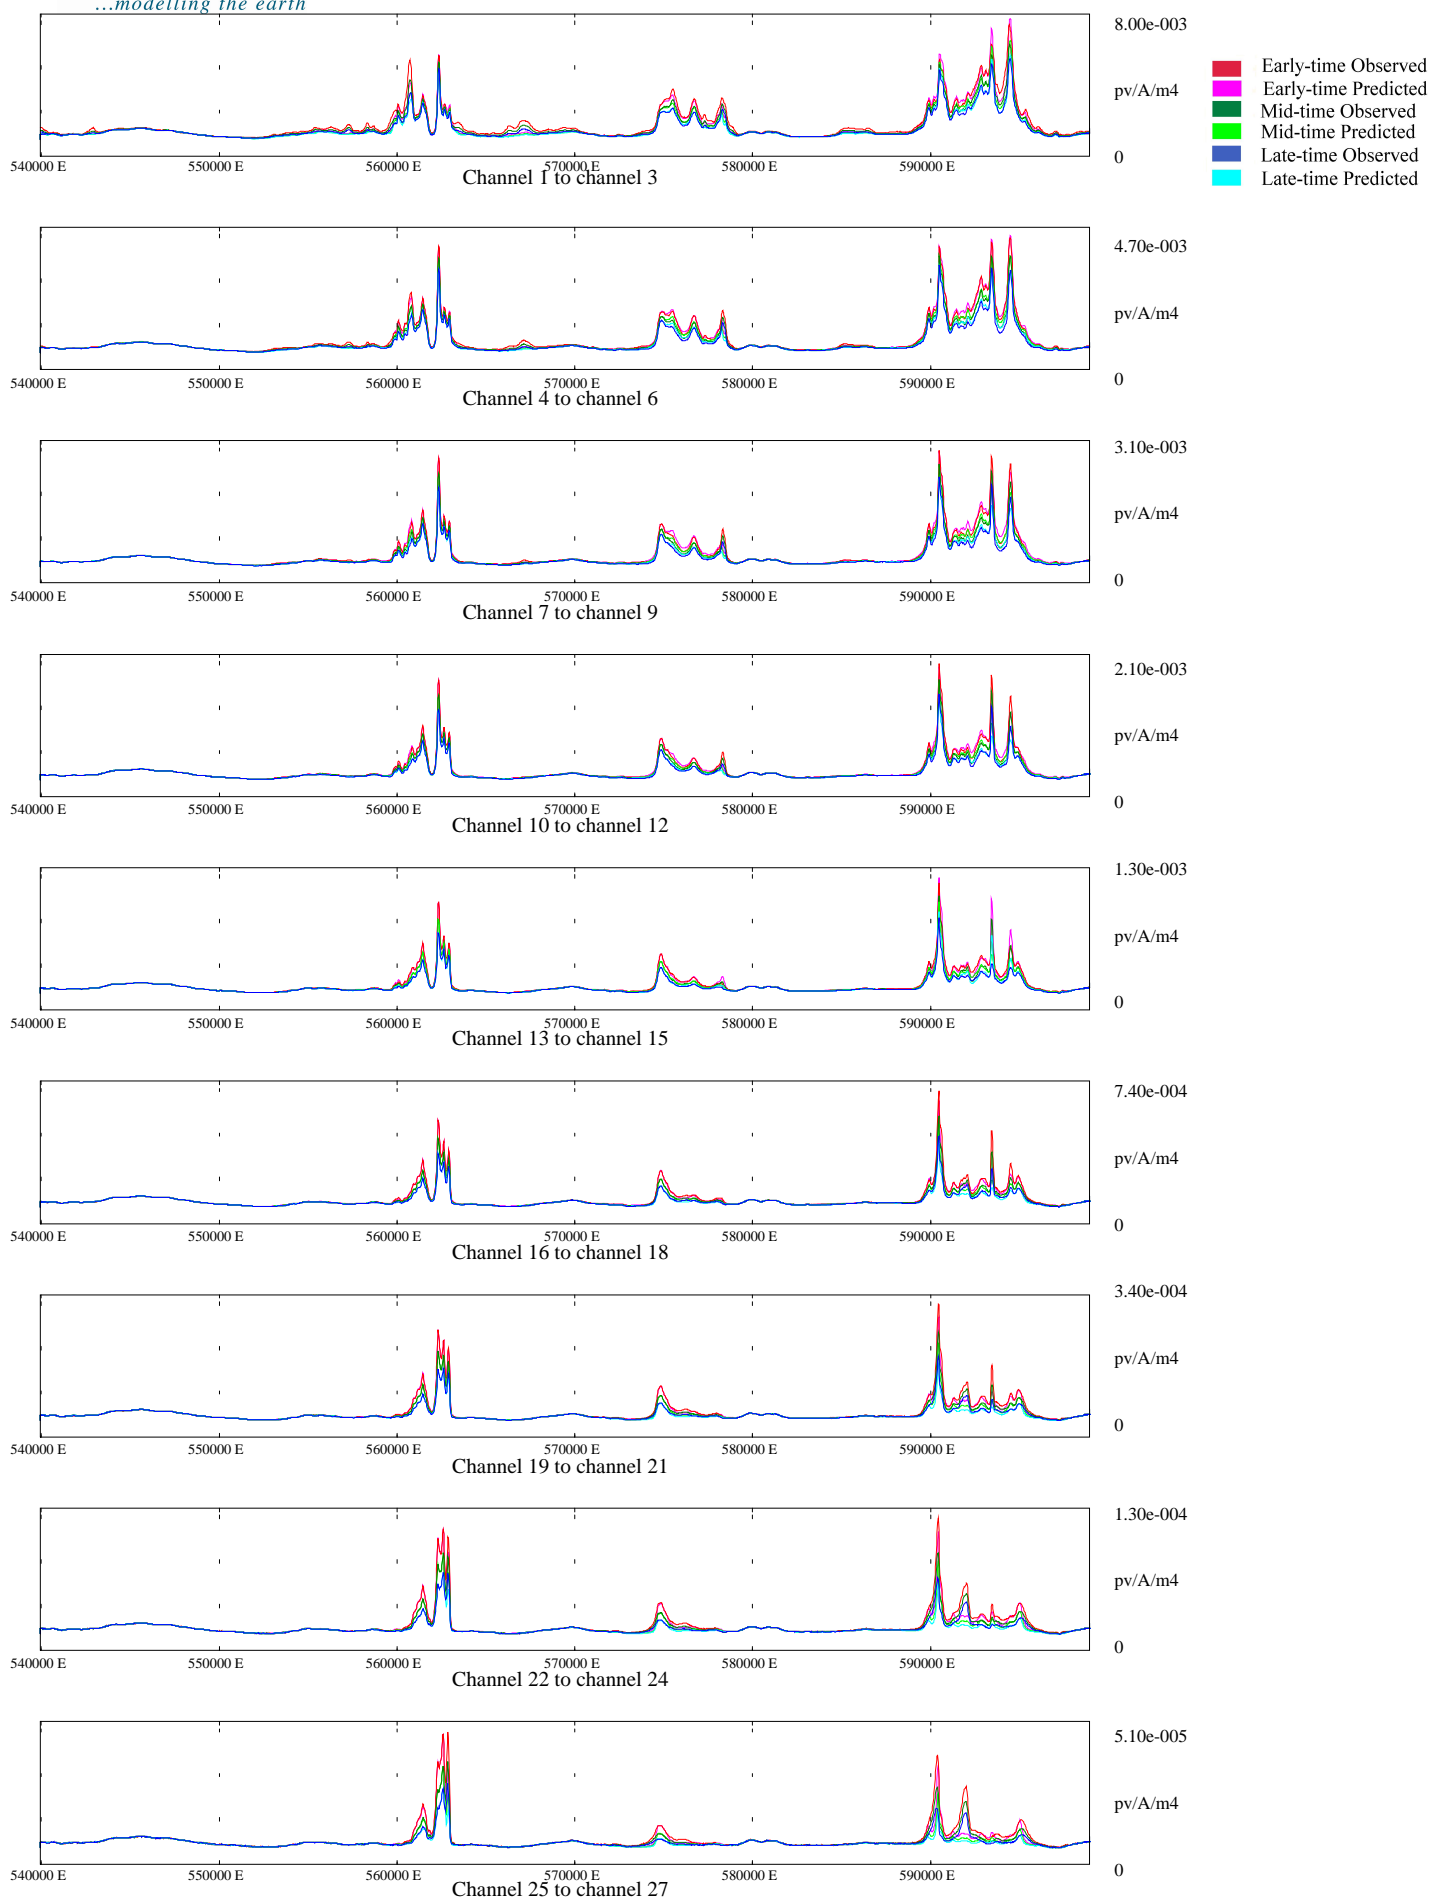 ...modelling the earth
8.00e-003
pv/A/m4
0
Early-time Observed
Early-time Predicted
Mid-time Observed
Mid-time Predicted
Late-time Observed
Late-time Predicted
540000 E 550000 E 560000 E 570000 E 580000 E 590000 E
Channel 1 to channel 3
4.70e-003
pv/A/m4
0
540000 E 550000 E 560000 E 570000 E 580000 E 590000 E
Channel 4 to channel 6
3.10e-003
pv/A/m4
0
540000 E 550000 E 560000 E 570000 E 580000 E 590000 E
Channel 7 to channel 9
2.10e-003
pv/A/m4
0
540000 E 550000 E 560000 E 570000 E 580000 E 590000 E
Channel 10 to channel 12
1.30e-003
pv/A/m4
0
540000 E 550000 E 560000 E 570000 E 580000 E 590000 E
Channel 13 to channel 15
7.40e-004
pv/A/m4
0
540000 E 550000 E 560000 E 570000 E 580000 E 590000 E
Channel 16 to channel 18
3.40e-004
pv/A/m4
0
540000 E 550000 E 560000 E 570000 E 580000 E 590000 E
Channel 19 to channel 21
1.30e-004
pv/A/m4
0
540000 E 550000 E 560000 E 570000 E 580000 E 590000 E
Channel 22 to channel 24
5.10e-005
pv/A/m4
0
540000 E 550000 E 560000 E 570000 E 580000 E 590000 E
Channel 25 to channel 27